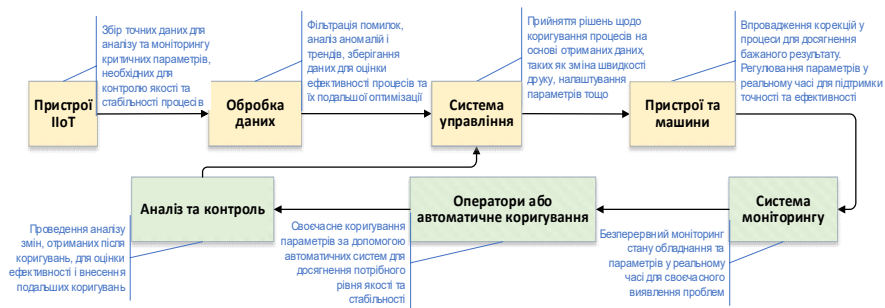 Збір точних даних для
аналізу та моніторингу
критичних параметрів,
необхідних для
контролю якості та
стабільності процесів
Пристрої
IIoT
Фільтрація помилок,
аналіз аномалій і
трендів, зберігання
даних для оцінки
ефективності процесів та
їх подальшої оптимізації
Обробка
даних
Прийняття рішень щодо
коригування процесів на
основі отриманих даних,
таких як зміна швидкості
друку, налаштування
параметрів тощо
Система
управління
Впровадження корекцій у
процеси для досягнення
бажаного результату.
Регулювання параметрів у
реальному часі для підтримки
точності та ефективності
Пристрої та
машини
Аналіз та контроль
Проведення аналізу
змін, отриманих після
коригувань, для оцінки
ефективності і внесення
подальших коригувань
Оператори або
автоматичне коригування
Своєчасне коригування
параметрів за допомогою
автоматичних систем для
досягнення потрібного
рівня якості та
стабільності
Система
моніторингу
Безперервний моніторинг
стану обладнання та
параметрів у реальному
часі для своєчасного
виявлення проблем